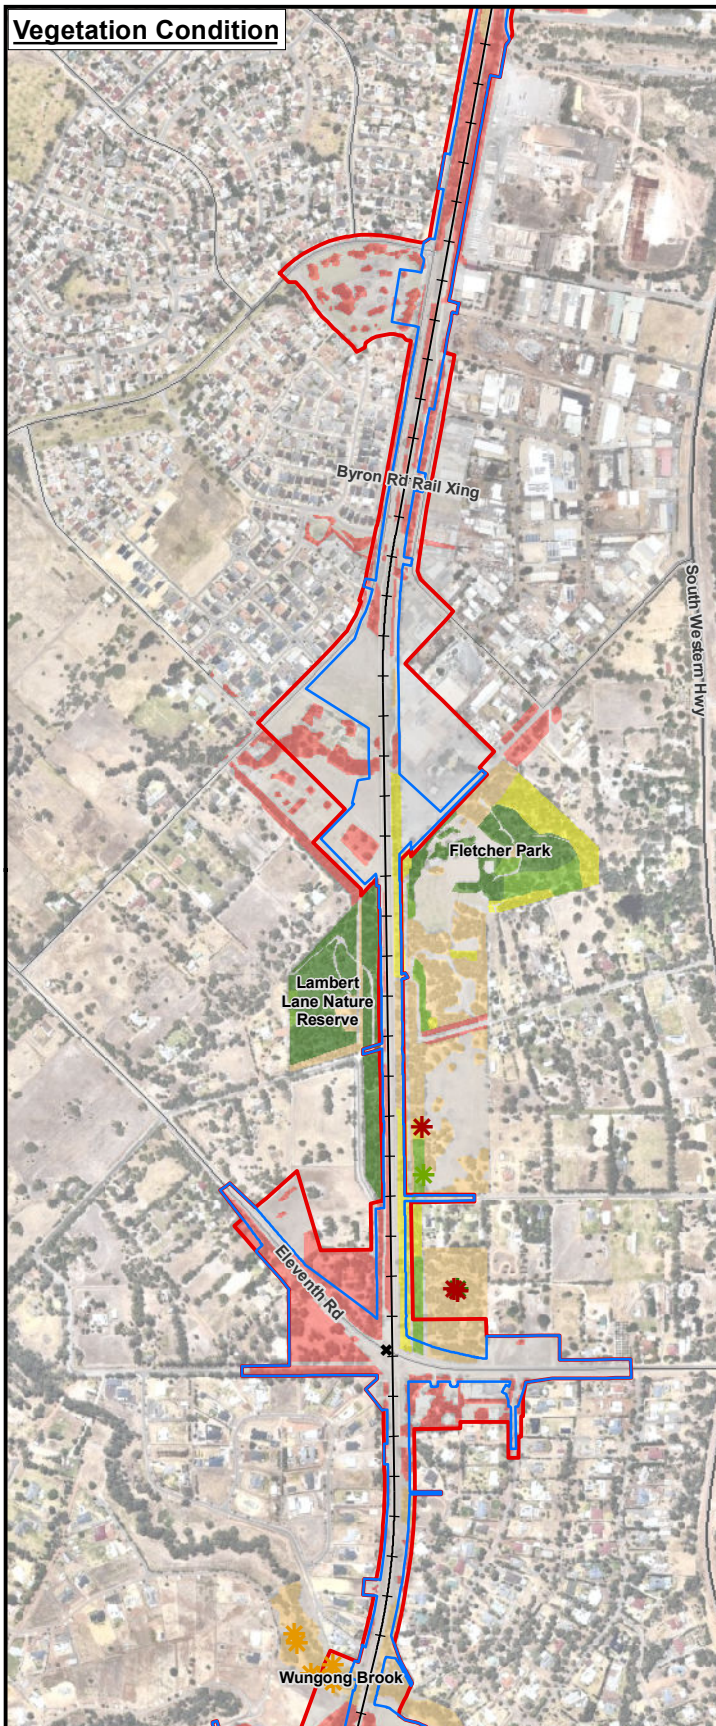 Vegetation Condition
Byron Rd Rail Xing
South Western Hwy
Fletcher Park
Lambert
Lane Nature
Reserve
Eleventh Rd
Wungong Brook